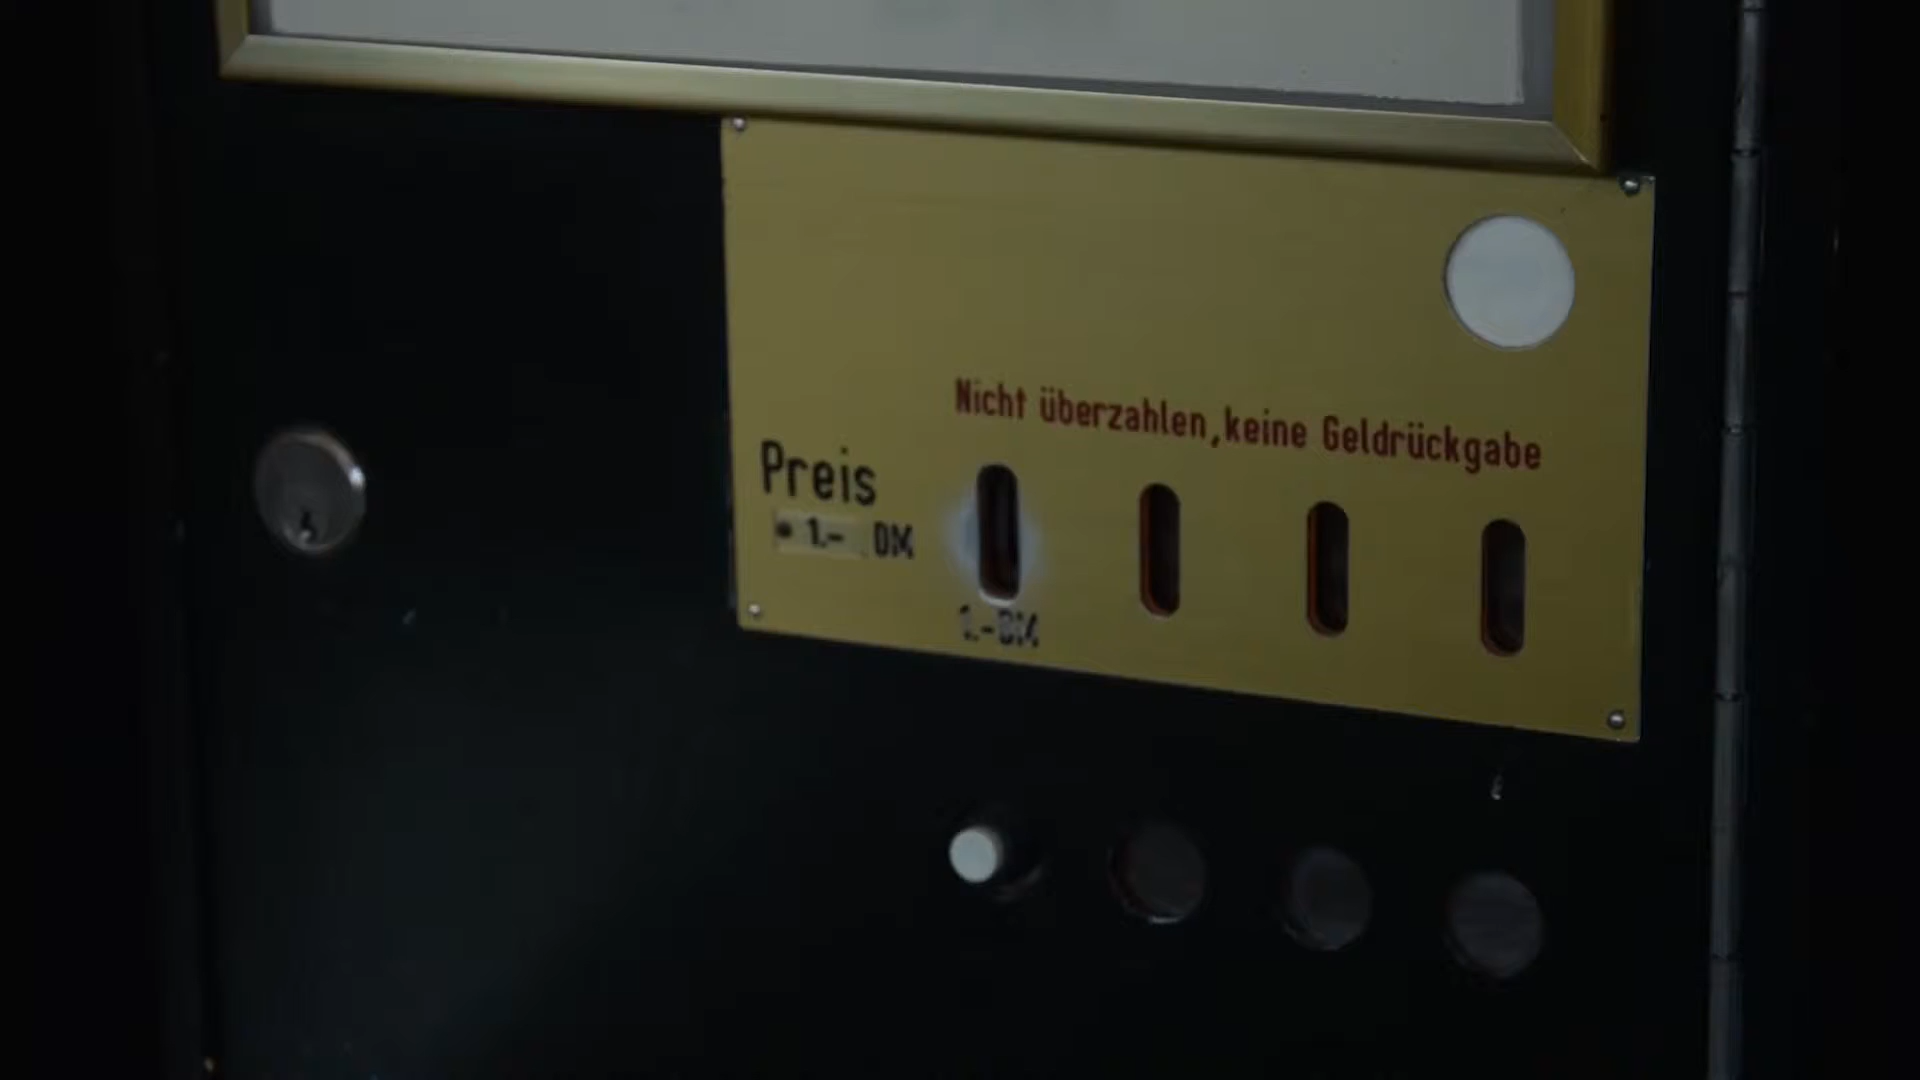 Nicht überzahlen, keine Geldrückgabe
Preis
1.- DM
1.-DM